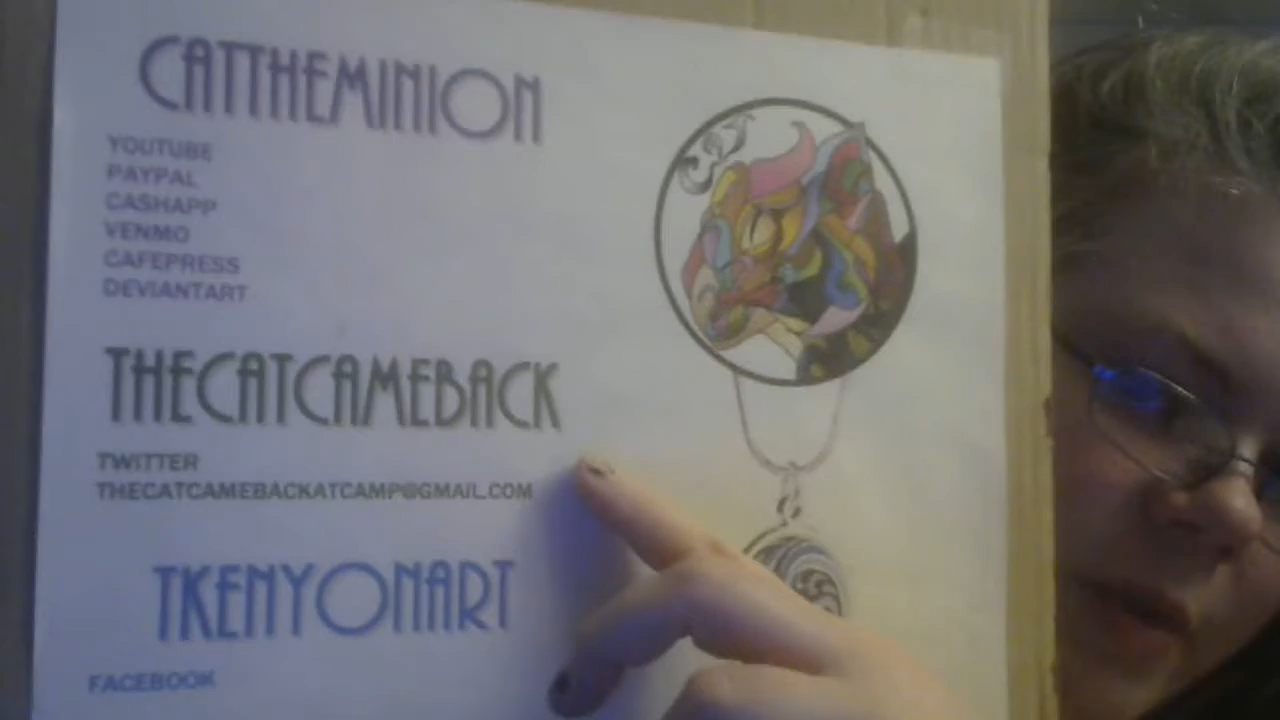 CATTHEMINION
YOUTUBE
PAYPAL
CASHAPP
VENMO
CAFEPRESS
DEVIANTART
THECATCAMEBACK
TWITTER
THECATCAMEBACKATCAMP@GMAIL.COM
TKENYONART
FACEBOOK